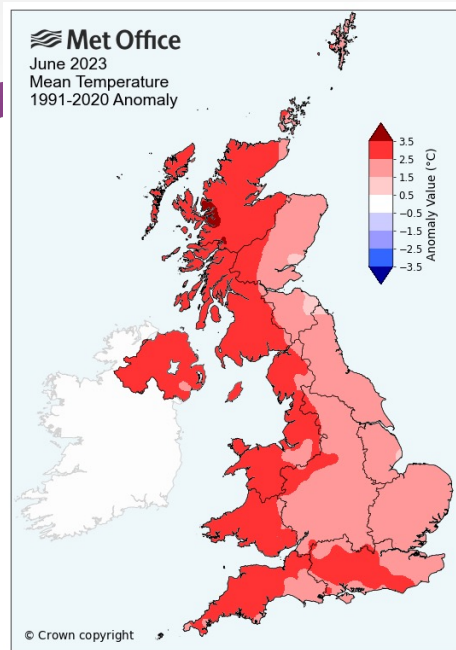 Met Office
June 2023
Mean Temperature
1991-2020 Anomaly
3.5
2.5
1.5
0.5
−0.5
−1.5
−2.5
−3.5
Anomaly Value (°C)
© Crown copyright